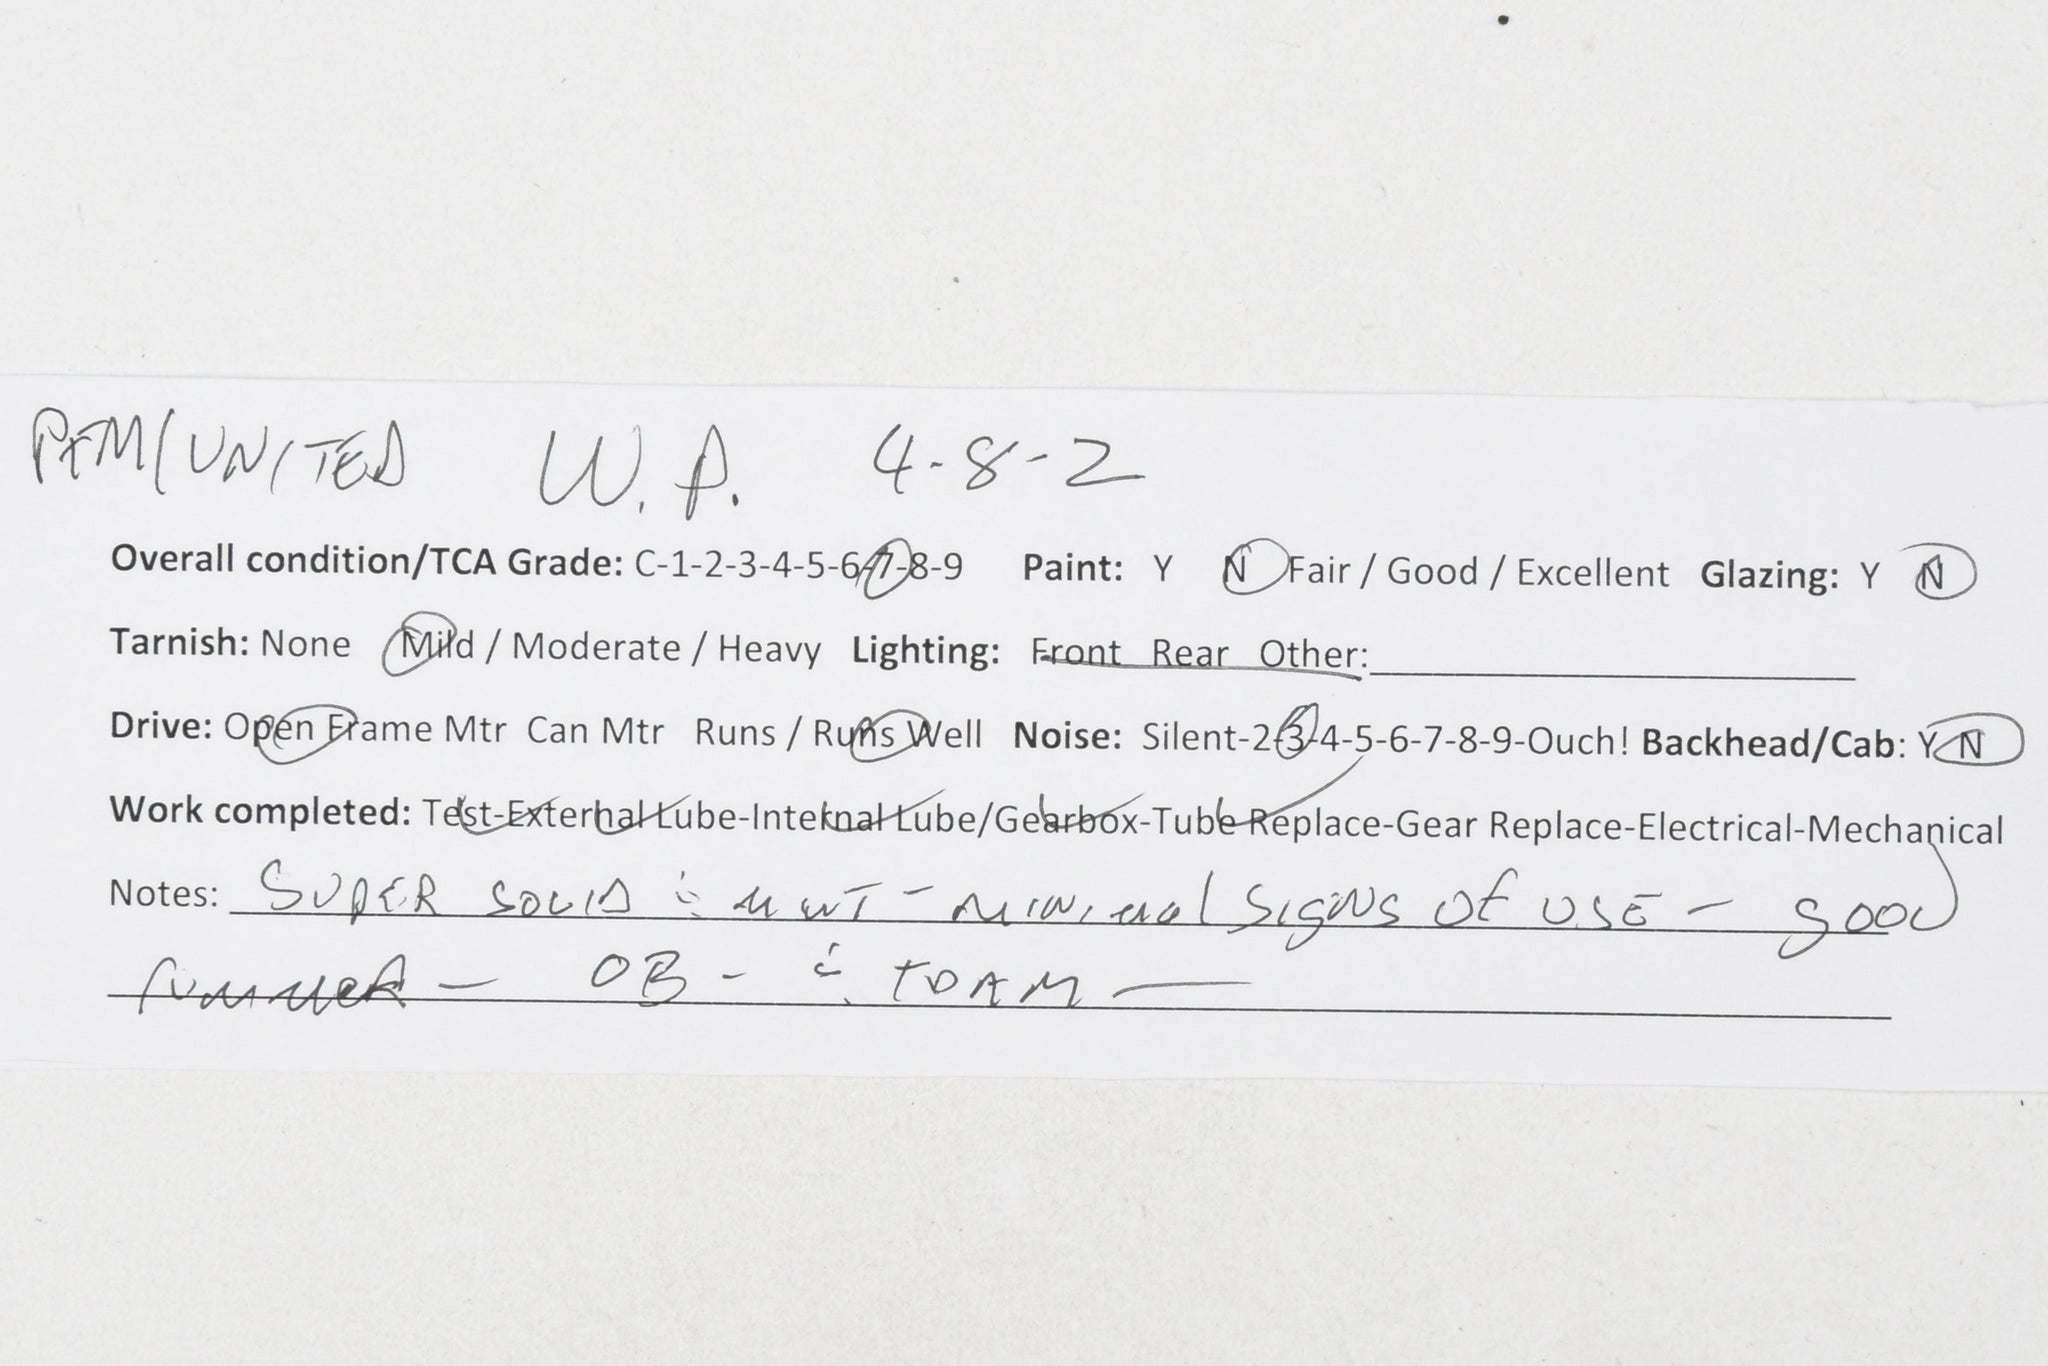 PFM/UNITED W.P. 4-8-2
Overall condition/TCA Grade: C-1-2-3-4-5-6-7-8-9 Paint: Y N Fair / Good / Excellent Glazing: Y N
Tarnish: None Mild / Moderate / Heavy Lighting: Front Rear Other:
Drive: Open Frame Mtr Can Mtr Runs / Runs Well Noise: Silent-2-3-4-5-6-7-8-9-Ouch! Backhead/Cab: Y N
Work completed: Test-External Lube-Internal Lube/Gearbox-Tube Replace-Gear Replace-Electrical-Mechanical
Notes: SUPER SOLID & - MINIMAL SIGNS OF USE - good
runner - OB - & FOAM -